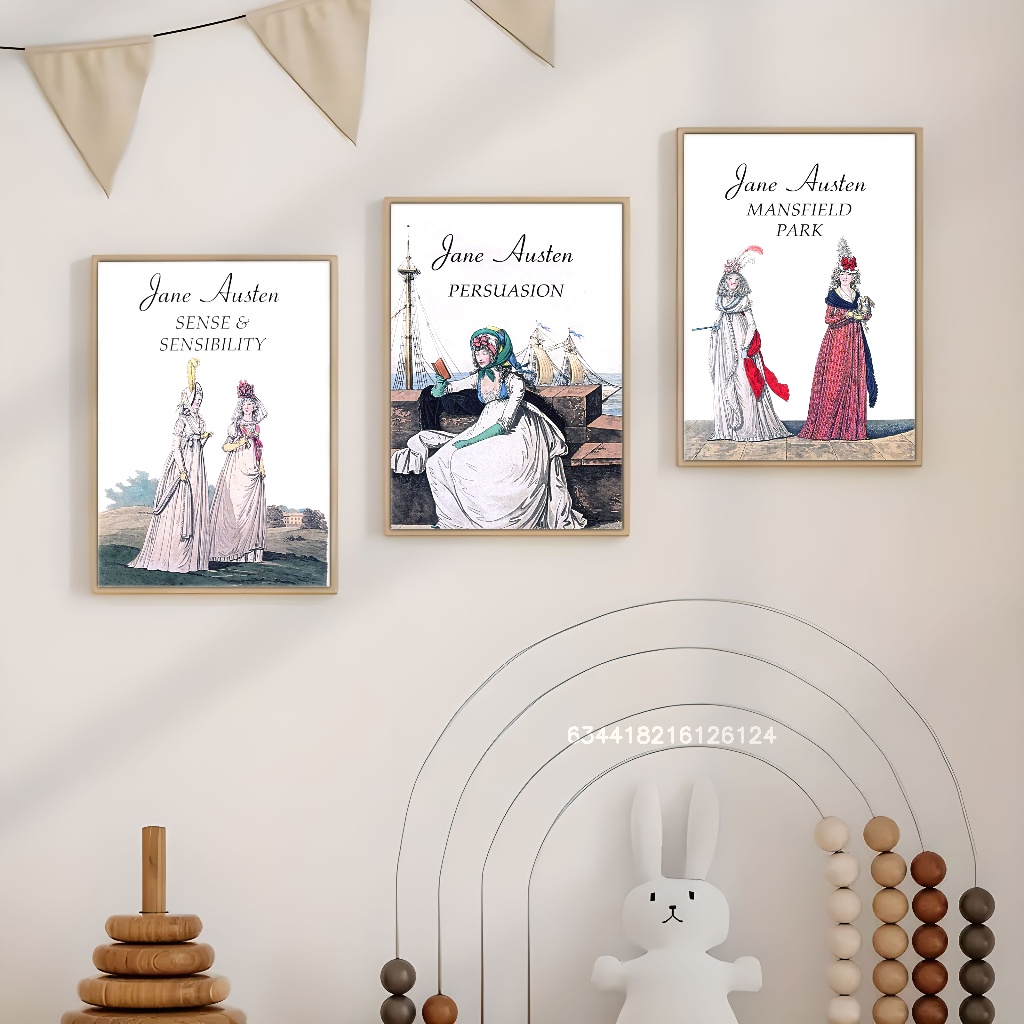 Jane Austen
SENSE &
SENSIBILITY
Jane Austen
PERSUASION
Jane Austen
MANSFIELD
PARK
634418216126124